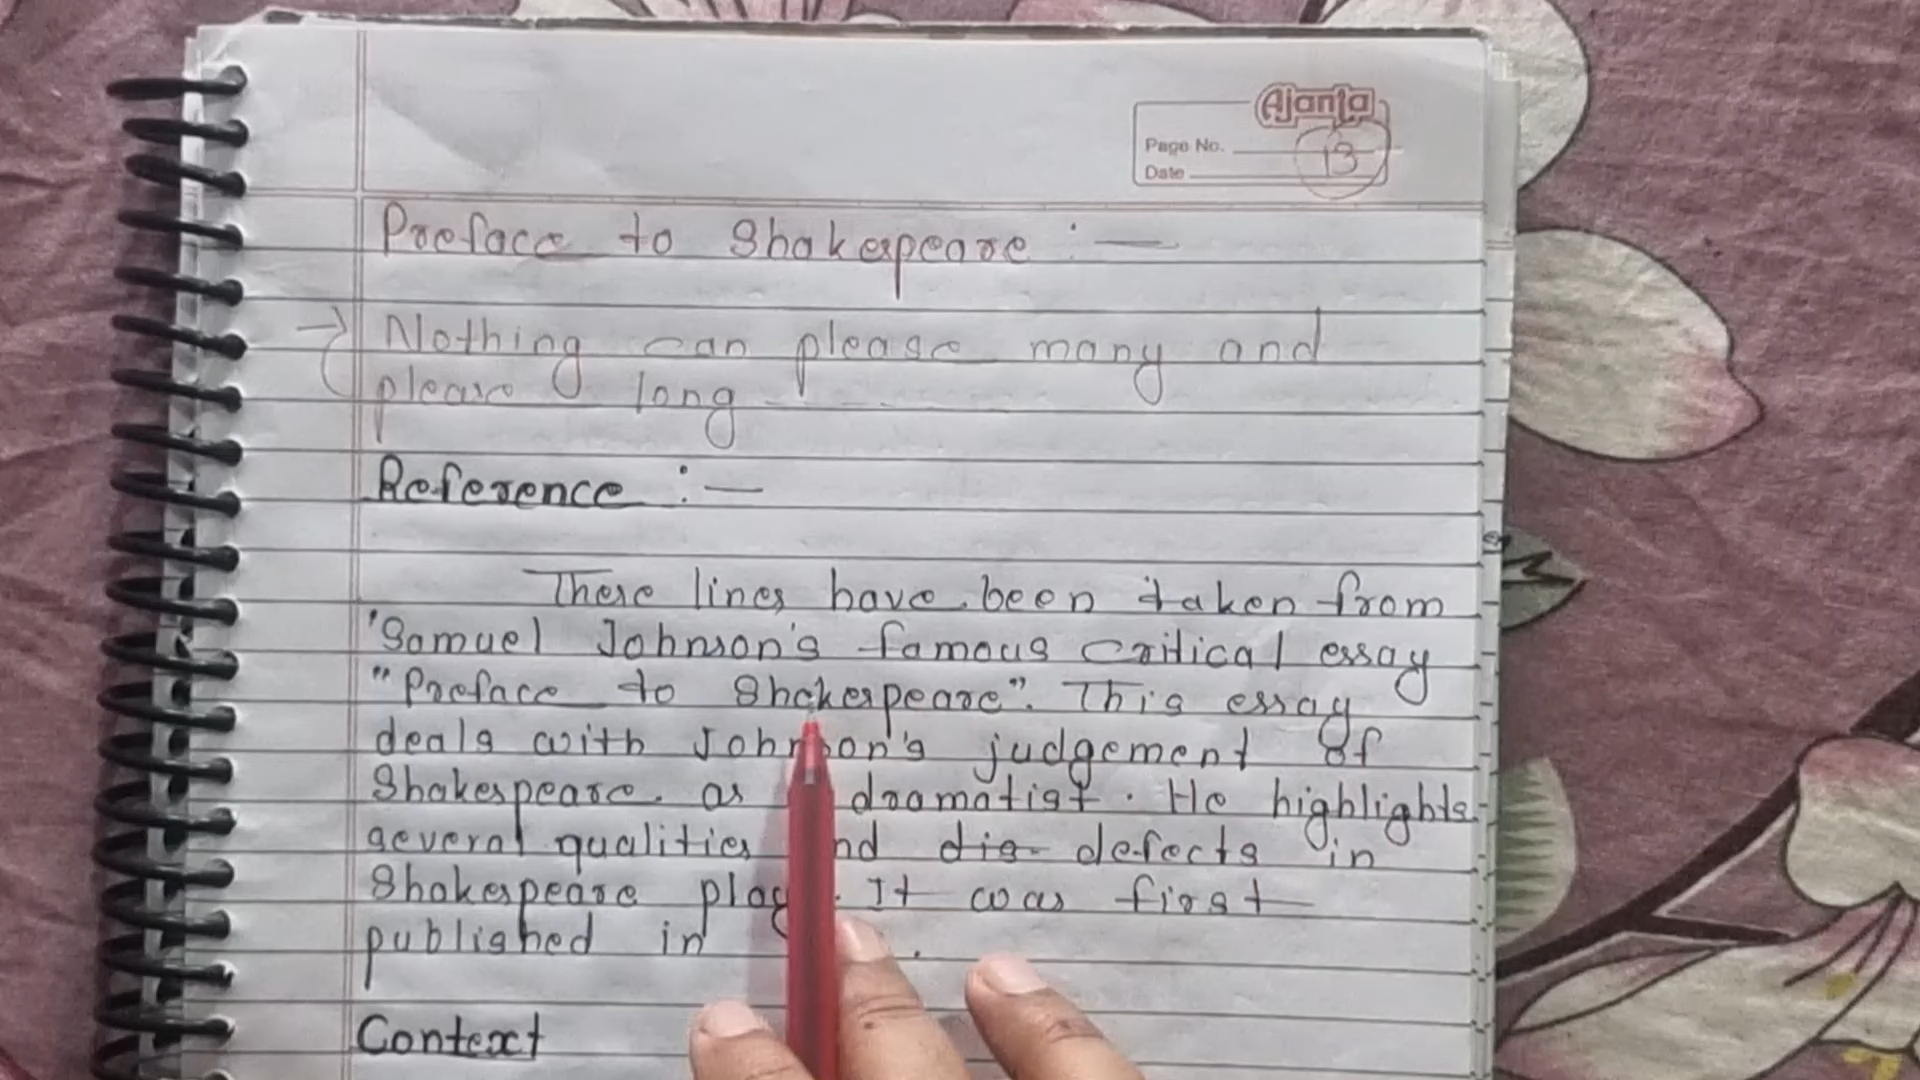 Ajanta
Page No. 13
Date
Preface to Shakespeare :—
→ Nothing can please many and
please long - - - - -
Reference :—
These lines have been taken from
'Samuel Johnson's famous critical essay
"Preface to Shakespeare". This essay
deals with Johnson's judgement of
Shakespeare as dramatist. He highlights
several qualities and dis- defects in
Shakespeare play. It was first
published in
Context